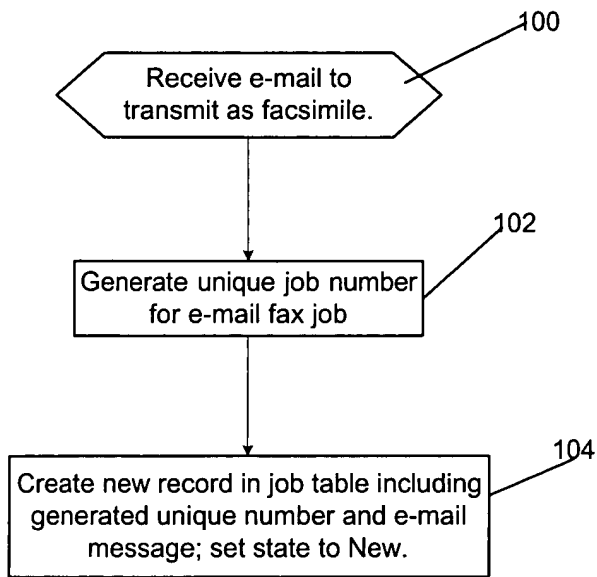 100
Receive e-mail to
transmit as facsimile.
102
Generate unique job number
for e-mail fax job
104
Create new record in job table including
generated unique number and e-mail
message; set state to New.